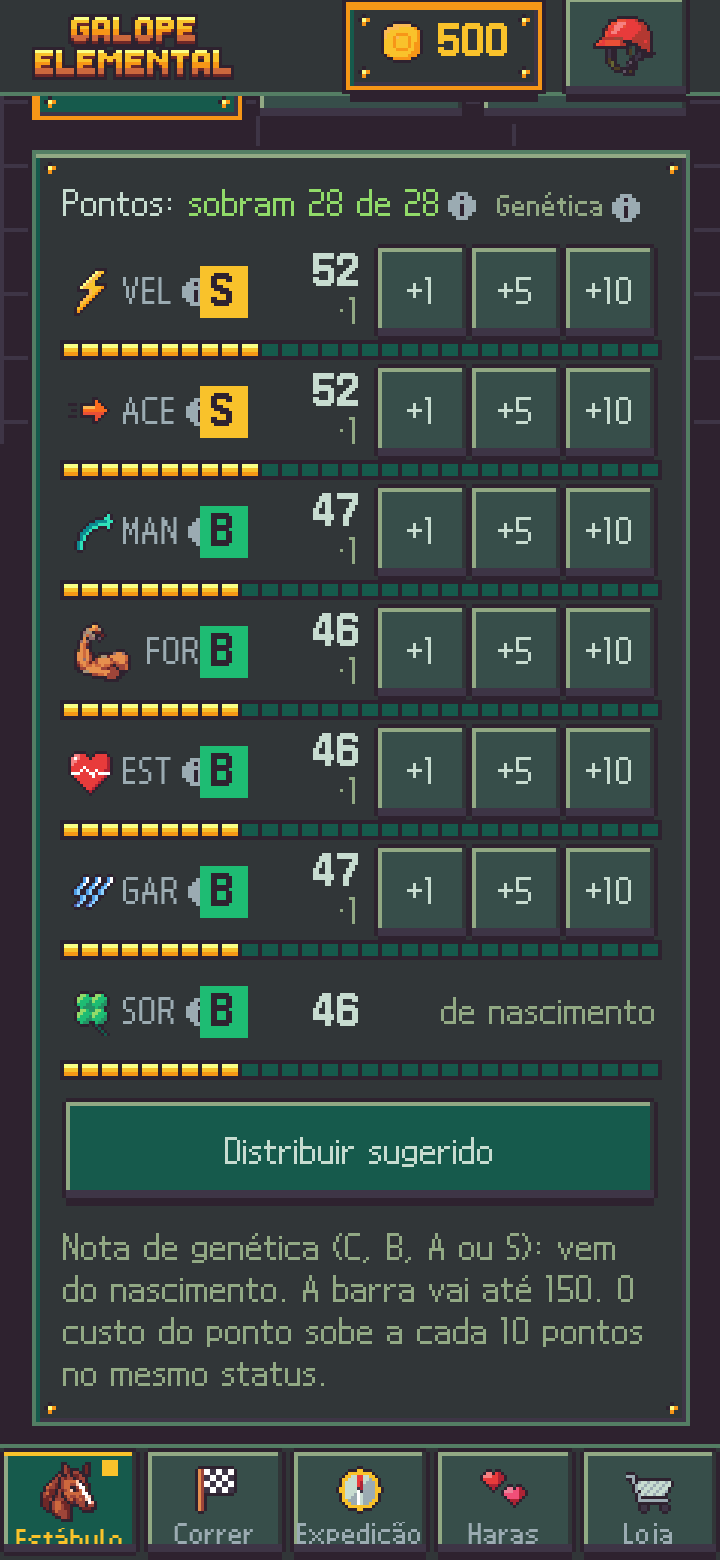 GALOPE
ELEMENTAL
500
Pontos: sobram 28 de 28 Genética
VEL S 52 ·1 +1 +5 +10
ACE S 52 ·1 +1 +5 +10
MAN B 47 ·1 +1 +5 +10
FOR B 46 ·1 +1 +5 +10
EST B 46 ·1 +1 +5 +10
GAR B 47 ·1 +1 +5 +10
SOR B 46 de nascimento
Distribuir sugerido
Nota de genética (C, B, A ou S): vem
do nascimento. A barra vai até 150. O
custo do ponto sobe a cada 10 pontos
no mesmo status.
Estábulo Correr Expedição Haras Loja